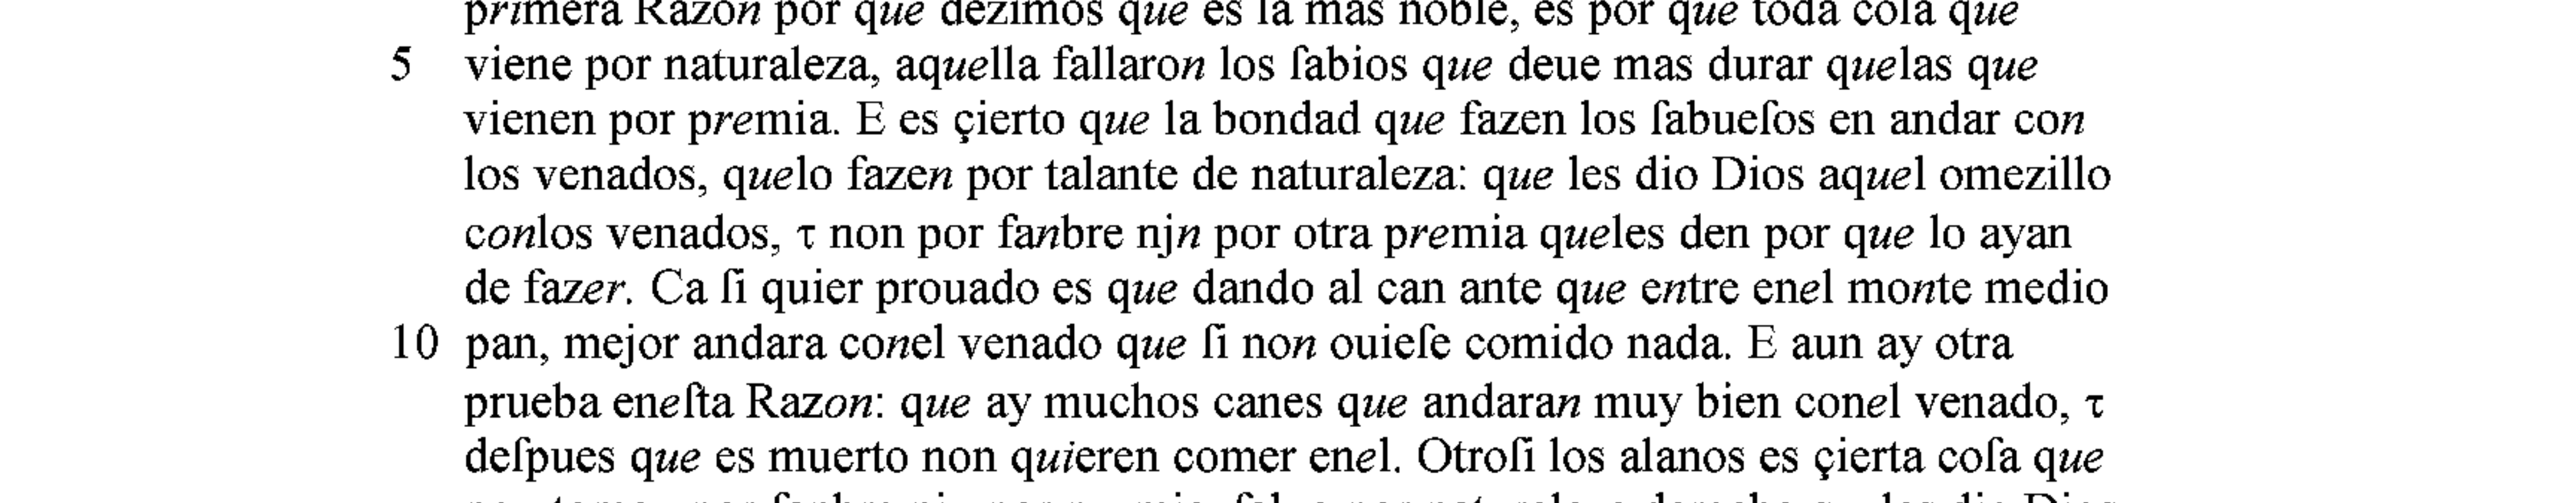 primera Razon por que dezimos que es la mas noble, es por que toda coſa que
5 viene por naturaleza, aquella fallaron los ſabios que deue mas durar quelas que
vienen por premia. E es çierto que la bondad que fazen los ſabueſos en andar con
los venados, quelo fazen por talante de naturaleza: que les dio Dios aquel omezillo
conlos venados, τ non por fanbre njn por otra premia queles den por que lo ayan
de fazer. Ca ſi quier prouado es que dando al can ante que entre enel monte medio
10 pan, mejor andara conel venado que ſi non ouieſe comido nada. E aun ay otra
prueba eneſta Razon: que ay muchos canes que andaran muy bien conel venado, τ
deſpues que es muerto non quieren comer enel. Otroſi los alanos es çierta coſa que